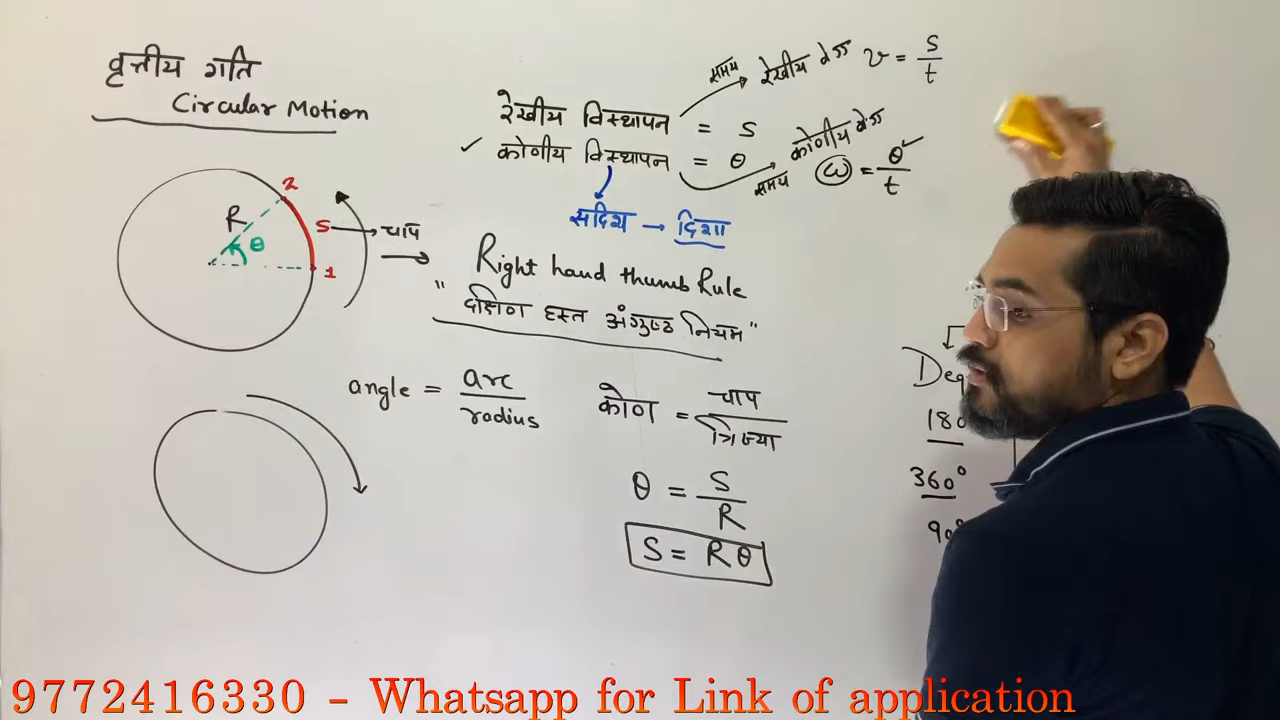 वृत्तीय गति
Circular Motion
रेखीय विस्थापन = S
समय
रेखीय वेग v = s/t
✓ कोणीय विस्थापन = θ
समय
कोणीय वेग
ω = θ/t
सदिश → दिशा
2
R
θ
S → चाप
1
→ Right hand thumb Rule
"दक्षिण हस्त अंगुष्ठ नियम"
angle = arc/radius
कोण = चाप/त्रिज्या
θ = S/R
S = Rθ
180
360°
9772416330 - Whatsapp for Link of application